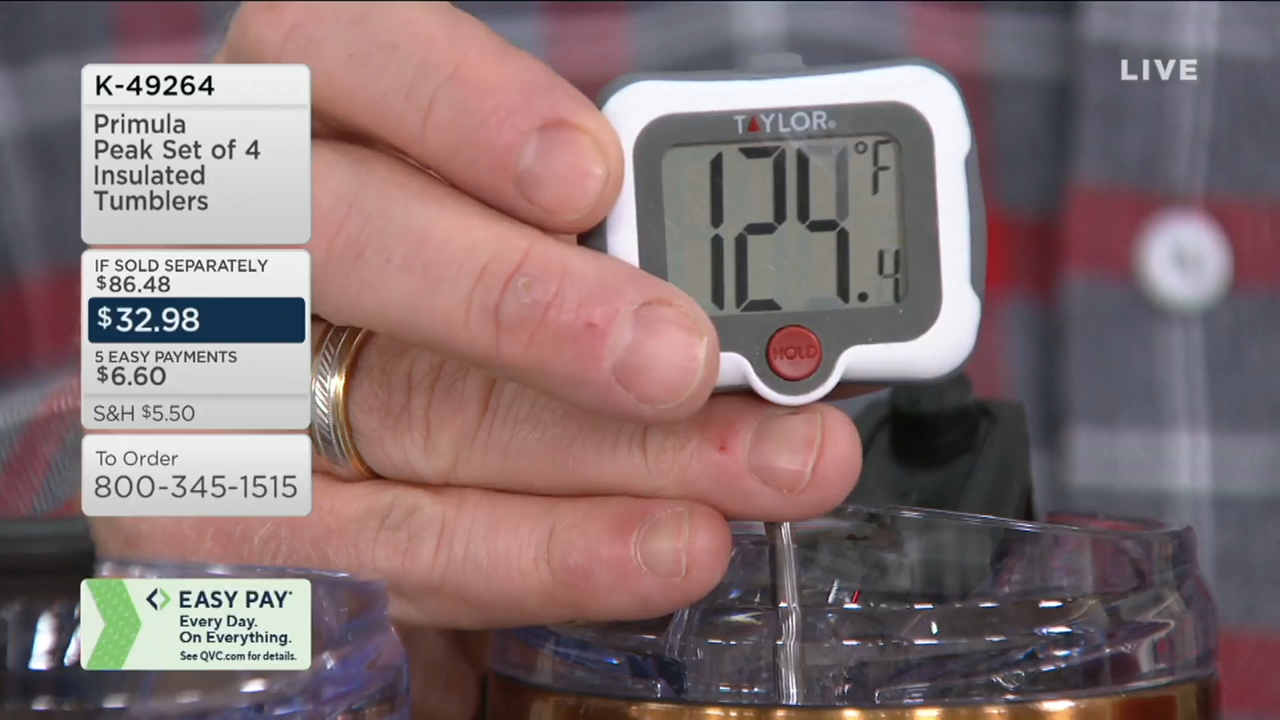 K-49264
Primula
Peak Set of 4
Insulated
Tumblers
IF SOLD SEPARATELY
$86.48
$32.98
5 EASY PAYMENTS
$6.60
S&H $5.50
To Order
800-345-1515
EASY PAY*
Every Day.
On Everything.
See QVC.com for details.
LIVE
TAYLOR®
124.4 °F
HOLD